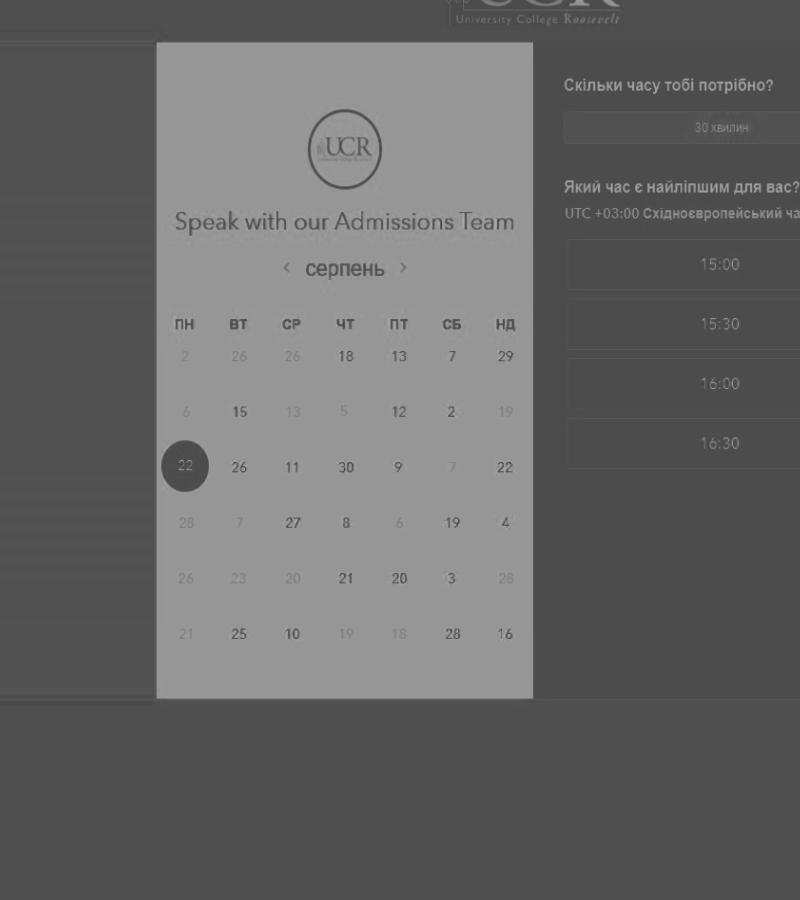 UCR
University College Roosevelt
UCR
Speak with our Admissions Team
серпень
ПН ВТ СР ЧТ ПТ СБ НД
2 26 26 18 13 7 29
6 15 13 5 12 2 19
22 26 11 30 9 7 22
28 7 27 8 6 19 4
26 23 20 21 20 3 28
21 25 10 19 18 28 16
Скільки часу тобі потрібно?
30 хвилин
Який час є найліпшим для вас?
UTC +03:00 Східноєвропейський
15:00
15:30
16:00
16:30